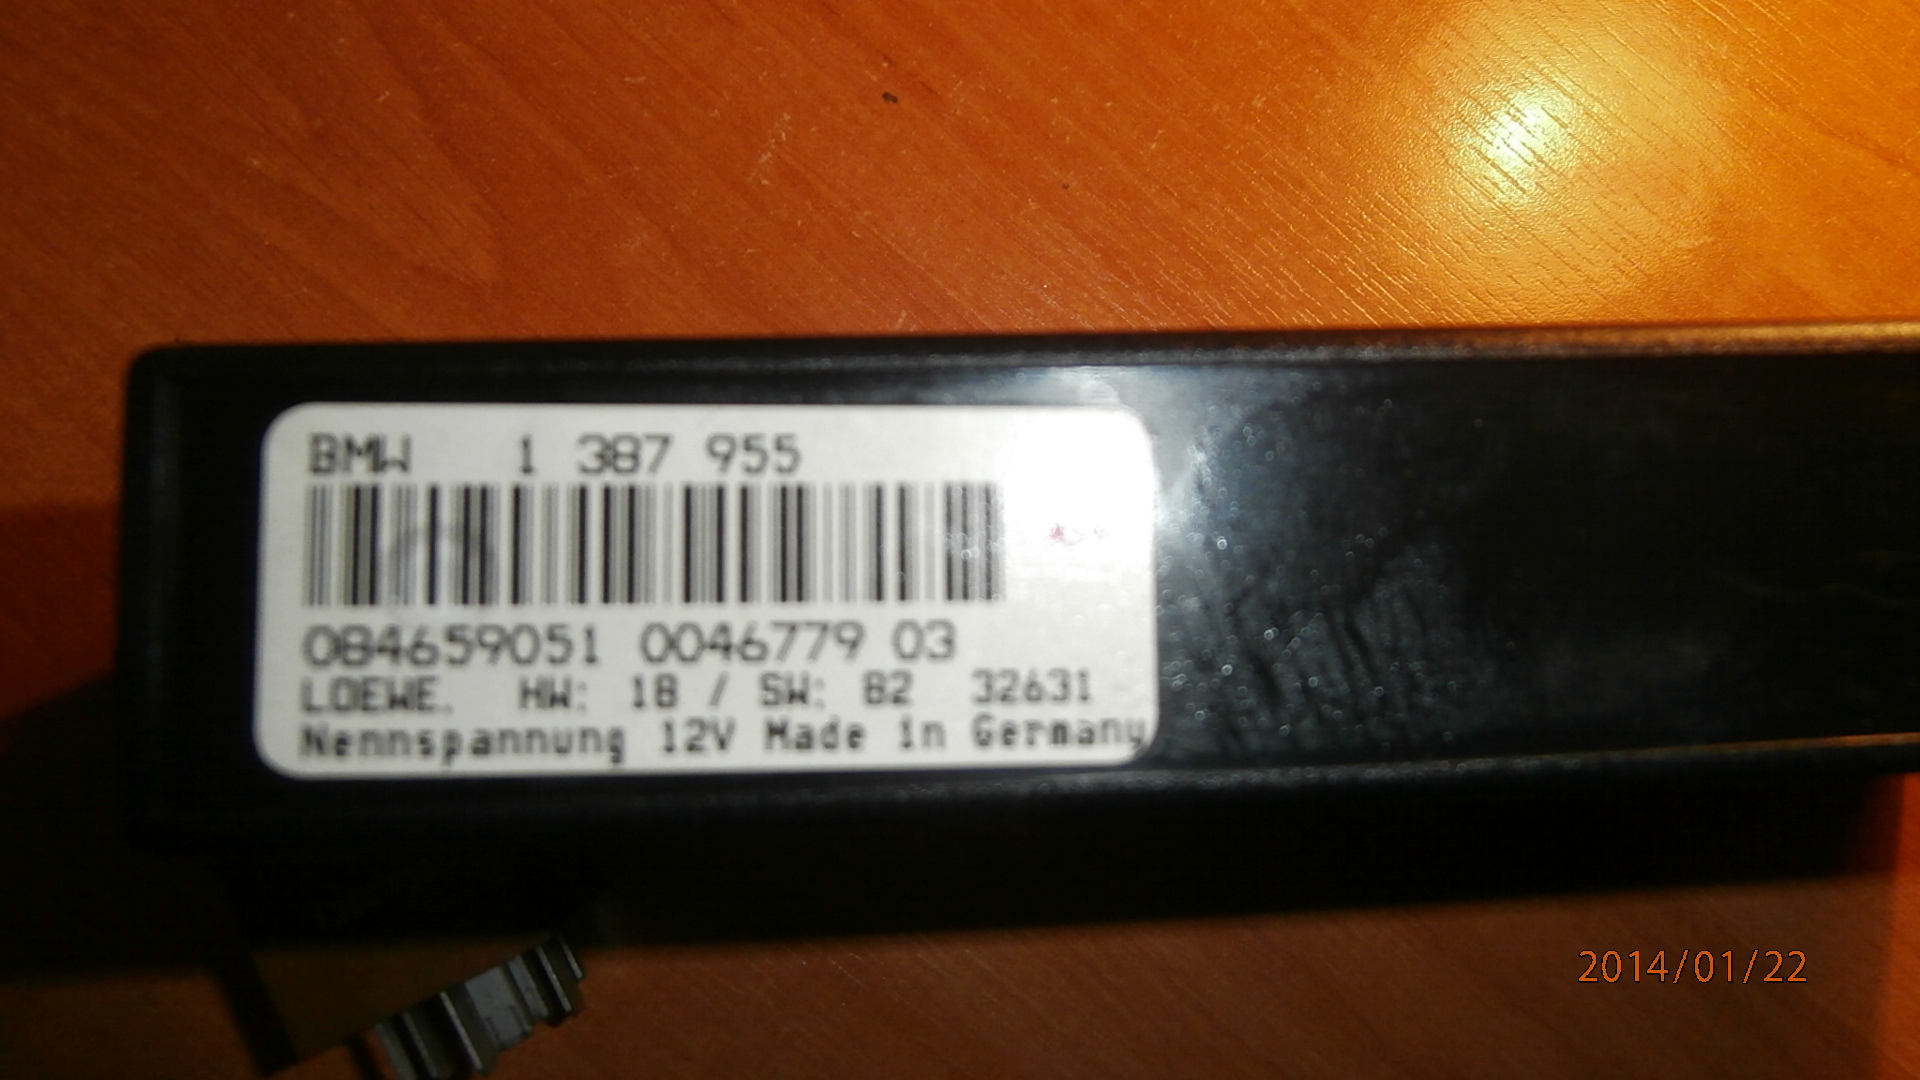 BMW 1 387 955
084659051 0046779 03
LOEWE. HW: 18 / SW: 82 32631
Nennspannung 12V Made in Germany
2014/01/22